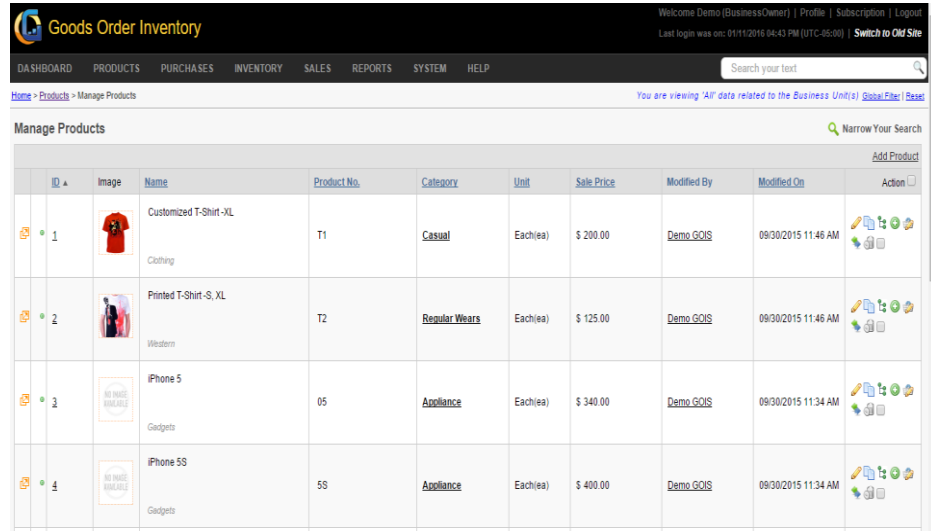 Welcome Demo (BusinessOwner) | Profile | Subscription | Logout
Goods Order Inventory
Last login was on: 01/11/2016 04:43 PM (UTC-05:00) | Switch to Old Site
DASHBOARD PRODUCTS PURCHASES INVENTORY SALES REPORTS SYSTEM HELP Search your text
Home > Products > Manage Products You are viewing 'All' data related to the Business Unit(s) Global Filter | Reset
Manage Products Narrow Your Search
Add Product
ID Image Name Product No. Category Unit Sale Price Modified By Modified On Action
Customized T-Shirt -XL
1 T1 Casual Each(ea) $ 200.00 Demo GOIS 09/30/2015 11:46 AM
Clothing
Printed T-Shirt -S, XL
2 T2 Regular Wears Each(ea) $ 125.00 Demo GOIS 09/30/2015 11:46 AM
Western
iPhone 5
NO IMAGE
AVAILABLE
3 05 Appliance Each(ea) $ 340.00 Demo GOIS 09/30/2015 11:34 AM
Gadgets
iPhone 5S
NO IMAGE
AVAILABLE
4 5S Appliance Each(ea) $ 400.00 Demo GOIS 09/30/2015 11:34 AM
Gadgets